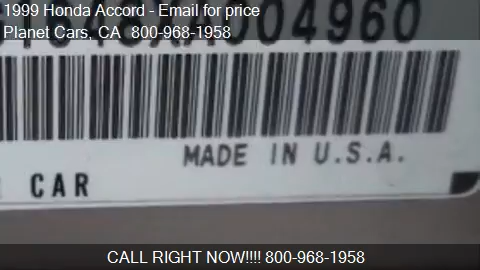 1999 Honda Accord - Email for price
Planet Cars, CA 800-968-1958
004960
MADE IN U.S.A.
CAR
CALL RIGHT NOW!!!! 800-968-1958